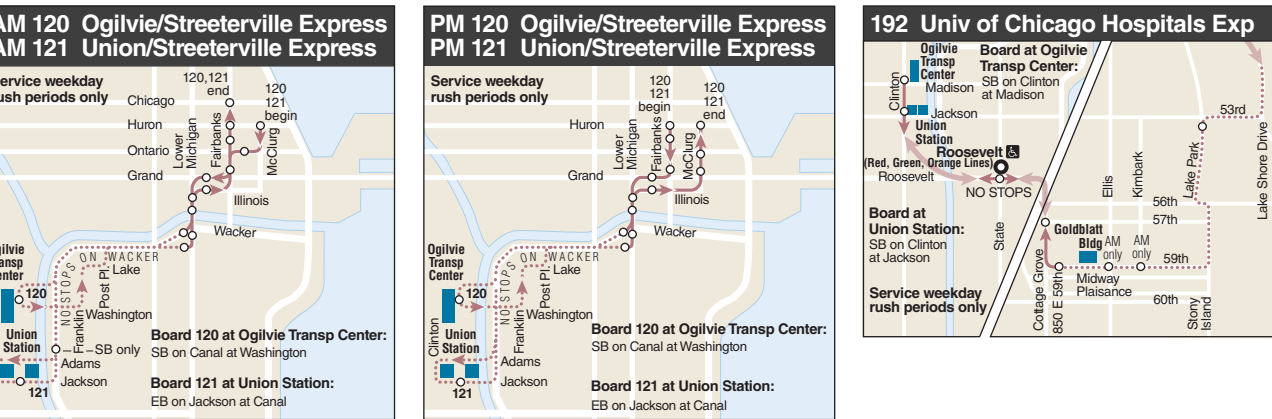 AM 120 Ogilvie/Streeterville Express
AM 121 Union/Streeterville Express
Service weekday
rush periods only
120,121
end
120
121
begin
Chicago
Huron
Ontario
Grand
Lower
Michigan
Fairbanks
McClurg
Illinois
Wacker
Ogilvie
Transp
Center
NO STOPS ON WACKER
Lake
Post Pl.
120
Washington
Franklin
Union
Station
SB only
Adams
Jackson
121
Board 120 at Ogilvie Transp Center:
SB on Canal at Washington
Board 121 at Union Station:
EB on Jackson at Canal
PM 120 Ogilvie/Streeterville Express
PM 121 Union/Streeterville Express
Service weekday
rush periods only
120
121
begin
120
121
end
Huron
Grand
Lower
Michigan
Fairbanks
McClurg
Illinois
Wacker
Ogilvie
Transp
Center
NO STOPS ON WACKER
Lake
Post Pl.
120
Washington
Franklin
Clinton
Union
Station
Adams
Jackson
121
Board 120 at Ogilvie Transp Center:
SB on Canal at Washington
Board 121 at Union Station:
EB on Jackson at Canal
192 Univ of Chicago Hospitals Exp
Ogilvie
Transp
Center
Madison
Clinton
Jackson
Union
Station
Board at Ogilvie
Transp Center:
SB on Clinton
at Madison
Roosevelt
(Red, Green, Orange Lines)
Roosevelt
NO STOPS
State
Board at
Union Station:
SB on Clinton
at Jackson
Service weekday
rush periods only
53rd
Lake Park
Lake Shore Drive
Ellis
Kimbark
56th
57th
Goldblatt
Bldg
AM
only
AM
only
59th
Midway
Plaisance
60th
Cottage Grove
850 E 59th
Stony
Island